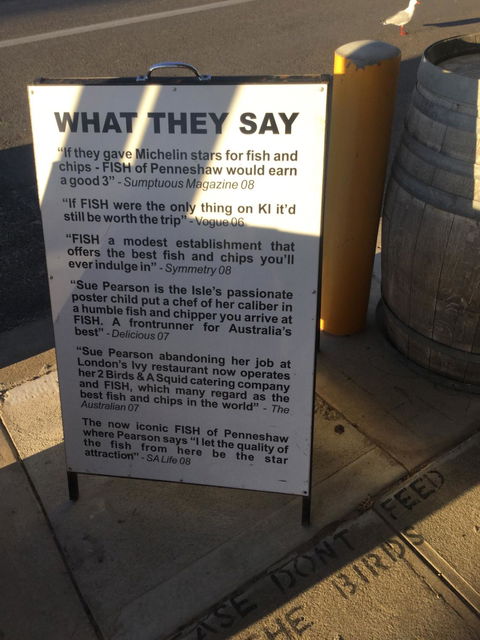 WHAT THEY SAY
"If they gave Michelin stars for fish and
chips - FISH of Penneshaw would earn
a good 3" - Sumptuous Magazine 08
"If FISH were the only thing on KI it'd
still be worth the trip" - Vogue 06
"FISH a modest establishment that
offers the best fish and chips you'll
ever indulge in" - Symmetry 08
"Sue Pearson is the Isle's passionate
poster child put a chef of her caliber in
a humble fish and chipper you arrive at
FISH. A frontrunner for Australia's
best" - Delicious 07
"Sue Pearson abandoning her job at
London's Ivy restaurant now operates
her 2 Birds & A Squid catering company
and FISH, which many regard as the
best fish and chips in the world" - The
Australian 07
The now iconic FISH of Penneshaw
where Pearson says "I let the quality of
the fish from here be the star
attraction" - SA Life 08
ASE DONT FEED
HE BIRDS